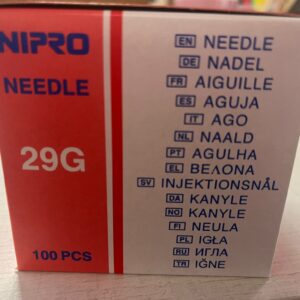 NIPRO
NEEDLE
29G
100 PCS
EN NEEDLE
DE NADEL
FR AIGUILLE
ES AGUJA
IT AGO
NL NAALD
PT AGULHA
EL ΒΕΛΟΝΑ
SV INJEKTIONSNÅL
DA KANYLE
NO KANYLE
FI NEULA
PL IGŁA
RU ИГЛА
TR İĞNE